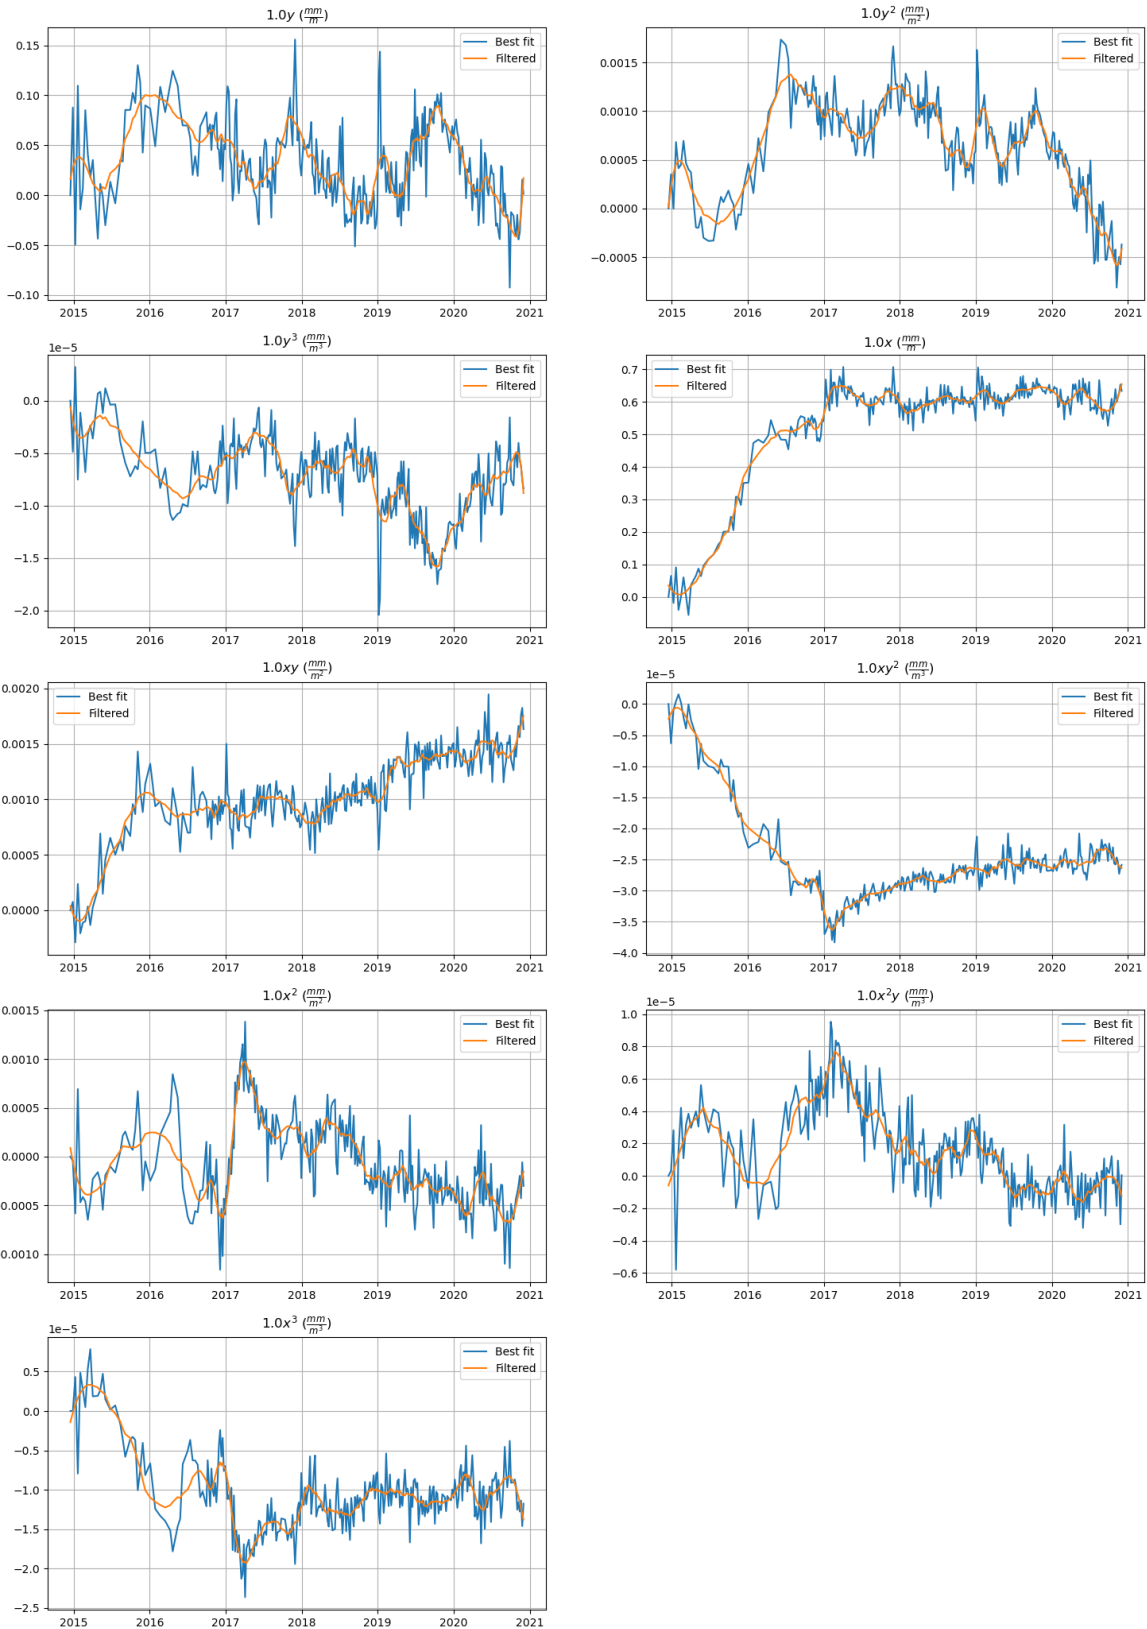 1.0y (mm/m)
0.15
0.10
0.05
0.00
−0.05
−0.10
Best fit
Filtered
2015 2016 2017 2018 2019 2020 2021
1.0y² (mm/m²)
0.0015
0.0010
0.0005
0.0000
−0.0005
Best fit
Filtered
2015 2016 2017 2018 2019 2020 2021
1.0y³ (mm/m³)
1e−5
0.0
−0.5
−1.0
−1.5
−2.0
Best fit
Filtered
2015 2016 2017 2018 2019 2020 2021
1.0x (mm/m)
0.7
0.6
0.5
0.4
0.3
0.2
0.1
0.0
Best fit
Filtered
2015 2016 2017 2018 2019 2020 2021
1.0xy (mm/m²)
0.0020
0.0015
0.0010
0.0005
0.0000
Best fit
Filtered
2015 2016 2017 2018 2019 2020 2021
1.0xy² (mm/m³)
1e−5
0.0
−0.5
−1.0
−1.5
−2.0
−2.5
−3.0
−3.5
−4.0
Best fit
Filtered
2015 2016 2017 2018 2019 2020 2021
1.0x² (mm/m²)
0.0015
0.0010
0.0005
0.0000
0.0005
0.0010
Best fit
Filtered
2015 2016 2017 2018 2019 2020 2021
1.0x²y (mm/m³)
1e−5
1.0
0.8
0.6
0.4
0.2
0.0
−0.2
−0.4
−0.6
Best fit
Filtered
2015 2016 2017 2018 2019 2020 2021
1.0x³ (mm/m³)
1e−5
0.5
0.0
−0.5
−1.0
−1.5
−2.0
−2.5
Best fit
Filtered
2015 2016 2017 2018 2019 2020 2021